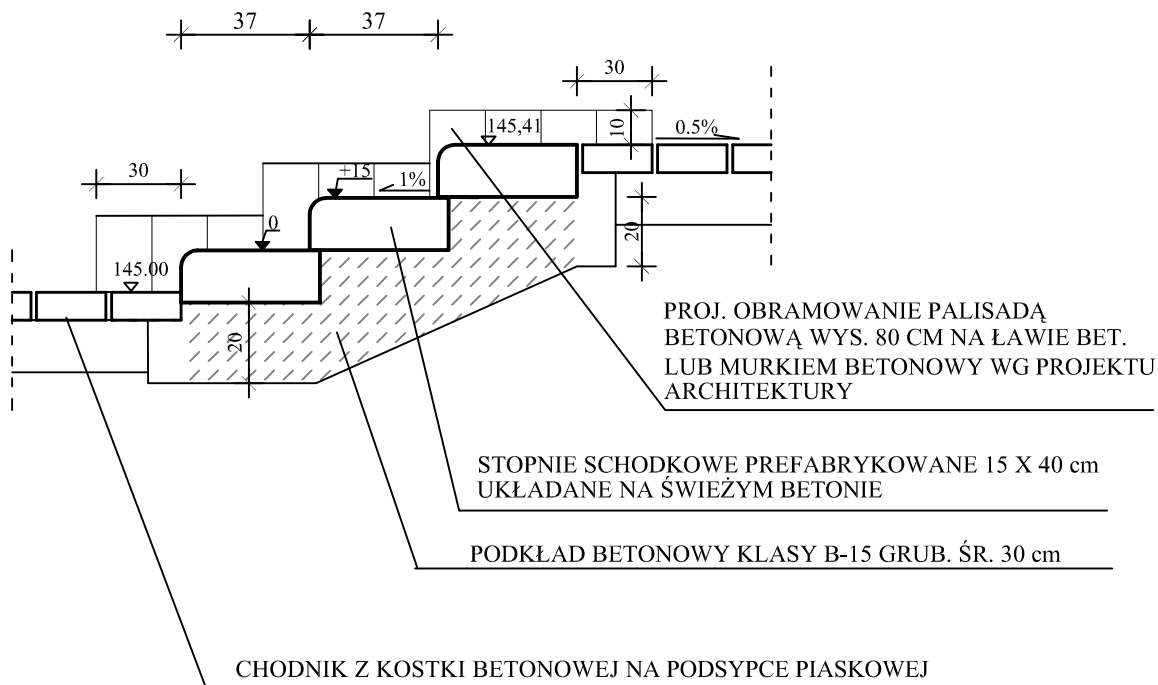 37 37
30
145,41
10
0.5%
30
+15
1%
0
20
145.00
20
PROJ. OBRAMOWANIE PALISADĄ
BETONOWĄ WYS. 80 CM NA ŁAWIE BET.
LUB MURKIEM BETONOWY WG PROJEKTU
ARCHITEKTURY
STOPNIE SCHODKOWE PREFABRYKOWANE 15 X 40 cm
UKŁADANE NA ŚWIEŻYM BETONIE
PODKŁAD BETONOWY KLASY B-15 GRUB. ŚR. 30 cm
CHODNIK Z KOSTKI BETONOWEJ NA PODSYPCE PIASKOWEJ